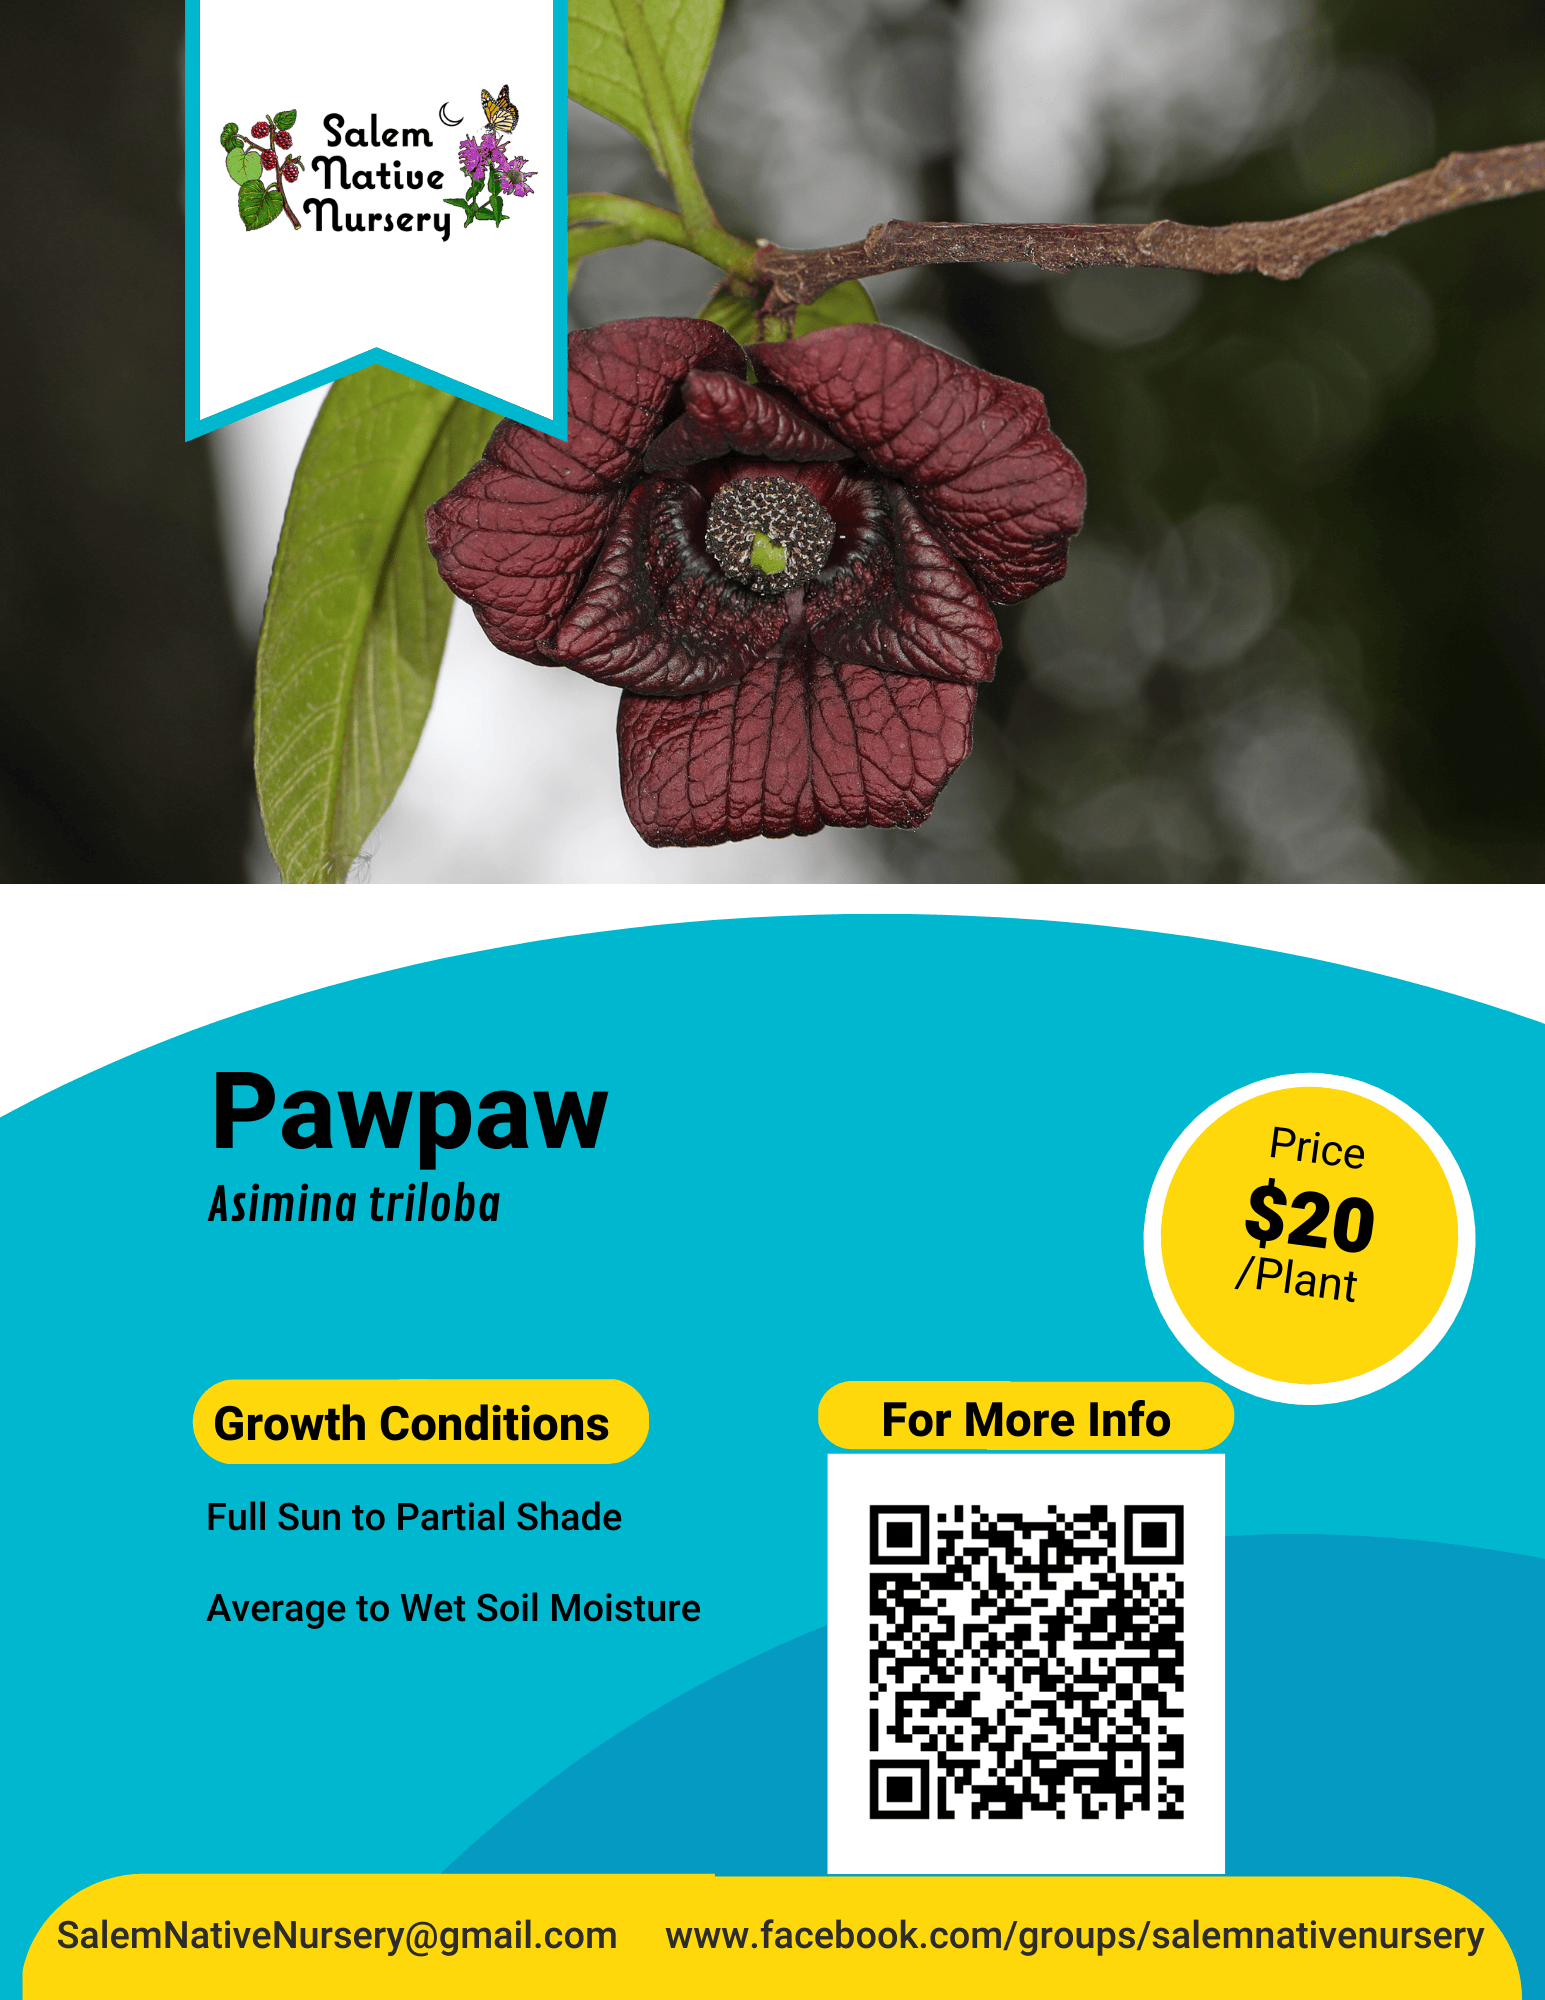 Salem
Native
Nursery
Pawpaw
Asimina triloba
Price
$20
/Plant
Growth Conditions
Full Sun to Partial Shade
Average to Wet Soil Moisture
For More Info
SalemNativeNursery@gmail.com
www.facebook.com/groups/salemnativenursery